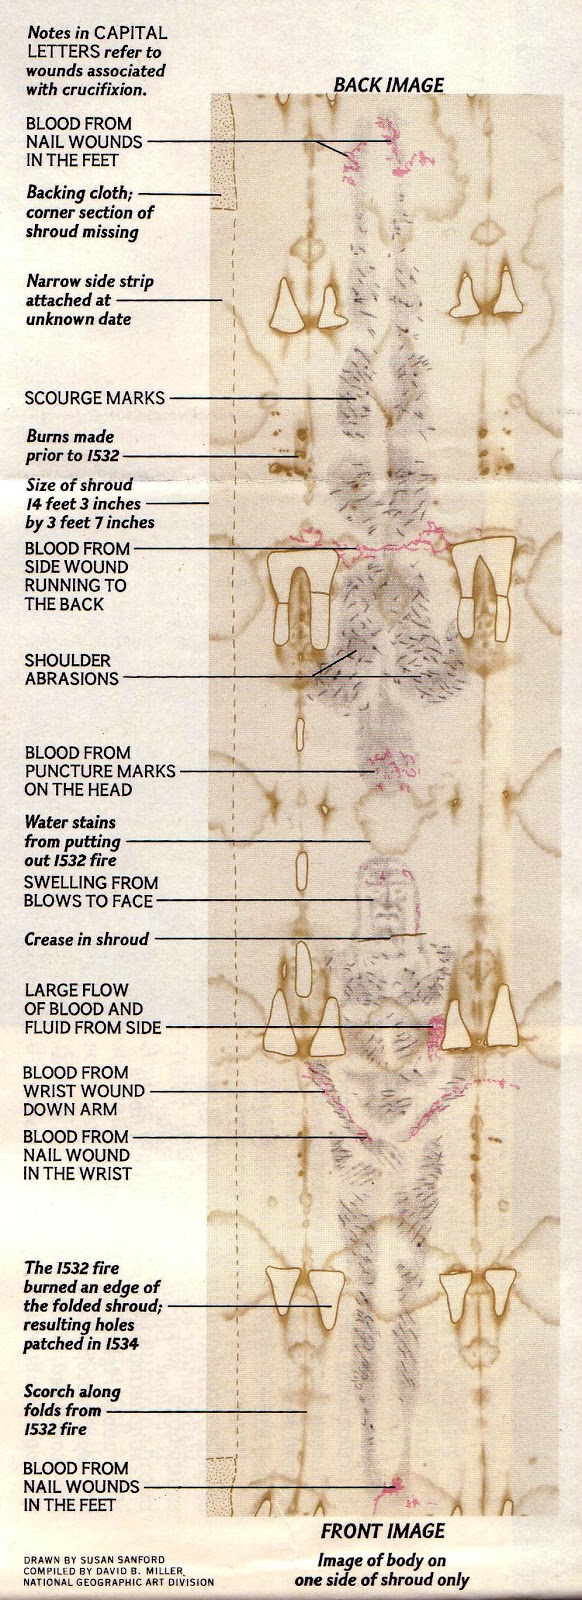 Notes in CAPITAL
LETTERS refer to
wounds associated
with crucifixion.
BACK IMAGE
BLOOD FROM
NAIL WOUNDS
IN THE FEET
Backing cloth;
corner section of
shroud missing
Narrow side strip
attached at
unknown date
SCOURGE MARKS
Burns made
prior to 1532
Size of shroud
14 feet 3 inches
by 3 feet 7 inches
BLOOD FROM
SIDE WOUND
RUNNING TO
THE BACK
SHOULDER
ABRASIONS
BLOOD FROM
PUNCTURE MARKS
ON THE HEAD
Water stains
from putting
out 1532 fire
SWELLING FROM
BLOWS TO FACE
Crease in shroud
LARGE FLOW
OF BLOOD AND
FLUID FROM SIDE
BLOOD FROM
WRIST WOUND
DOWN ARM
BLOOD FROM
NAIL WOUND
IN THE WRIST
The 1532 fire
burned an edge of
the folded shroud;
resulting holes
patched in 1534
Scorch along
folds from
1532 fire
BLOOD FROM
NAIL WOUNDS
IN THE FEET
FRONT IMAGE
Image of body on
one side of shroud only
DRAWN BY SUSAN SANFORD
COMPILED BY DAVID B. MILLER,
NATIONAL GEOGRAPHIC ART DIVISION